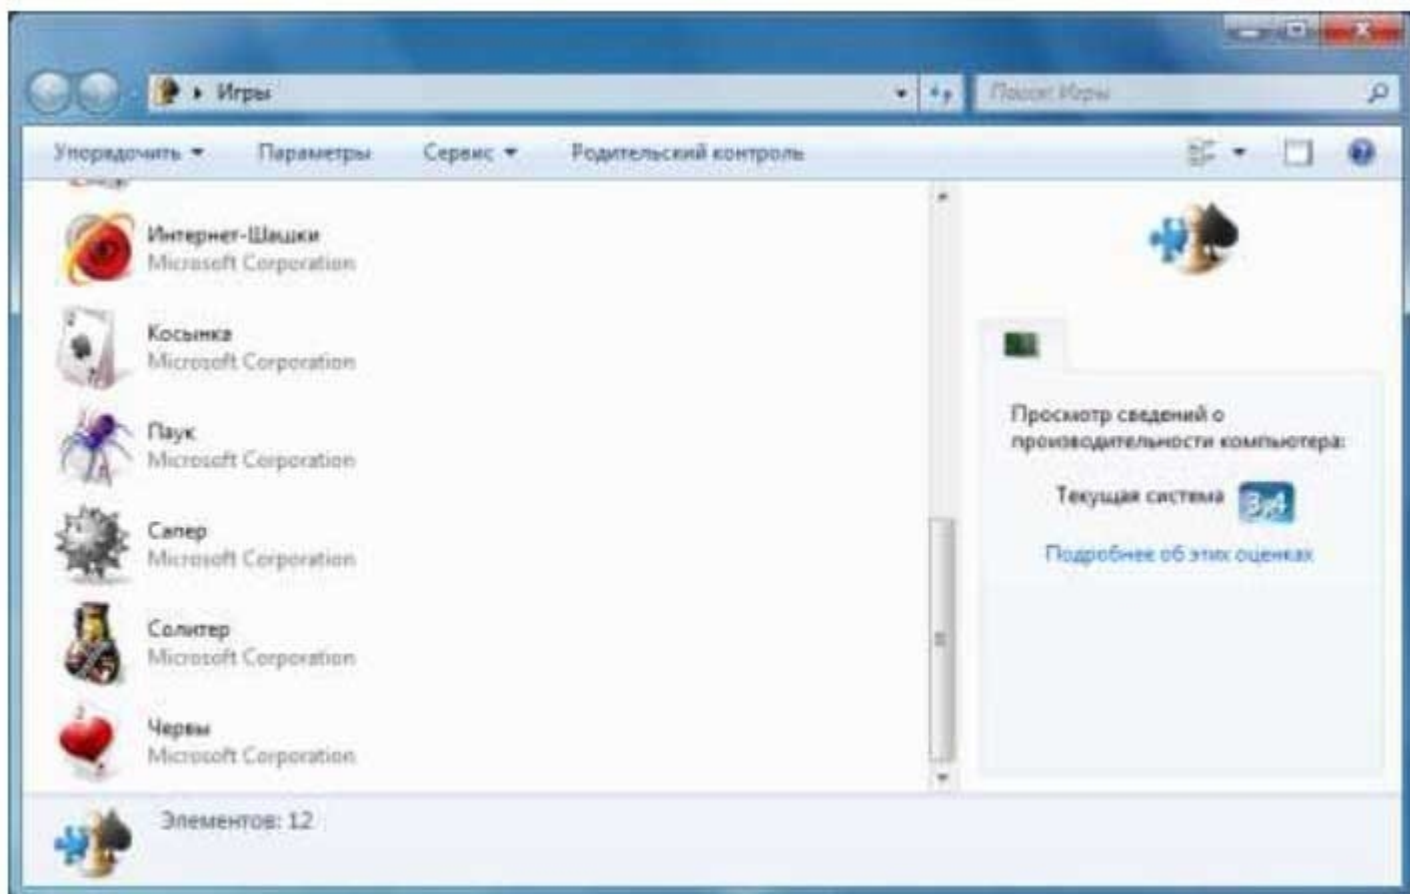 Игры
Поиск: Игры
Упорядочить
Параметры
Сервис
Родительский контроль
Интернет-Шашки
Microsoft Corporation
Косынка
Microsoft Corporation
Паук
Microsoft Corporation
Сапер
Microsoft Corporation
Солитер
Microsoft Corporation
Червы
Microsoft Corporation
Просмотр сведений о
производительности компьютера:
Текущая система 3,4
Подробнее об этих оценках
Элементов: 12